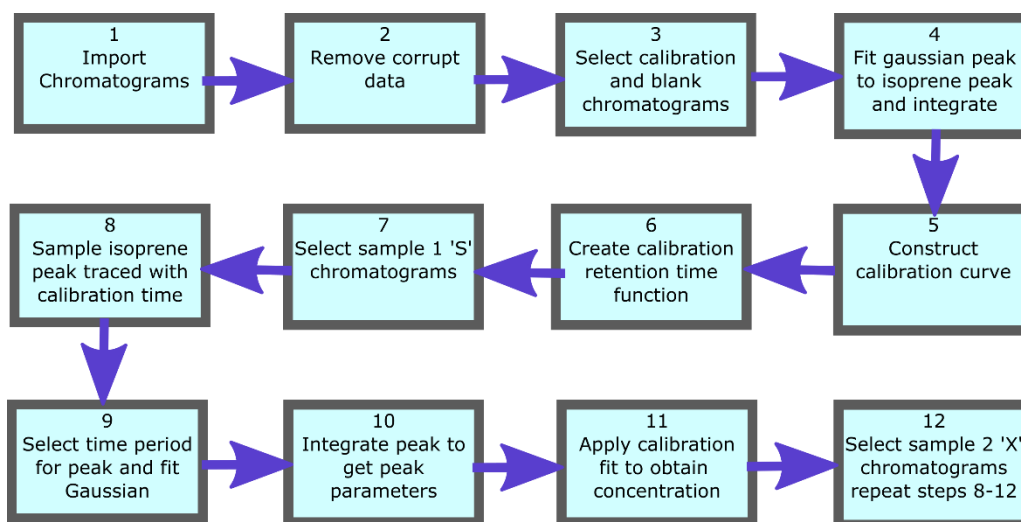 1
Import
Chromatograms
2
Remove corrupt
data
3
Select calibration
and blank
chromatograms
4
Fit gaussian peak
to isoprene peak
and integrate
5
Construct
calibration curve
6
Create calibration
retention time
function
7
Select sample 1 'S'
chromatograms
8
Sample isoprene
peak traced with
calibration time
9
Select time period
for peak and fit
Gaussian
10
Integrate peak to
get peak
parameters
11
Apply calibration
fit to obtain
concentration
12
Select sample 2 'X'
chromatograms
repeat steps 8-12